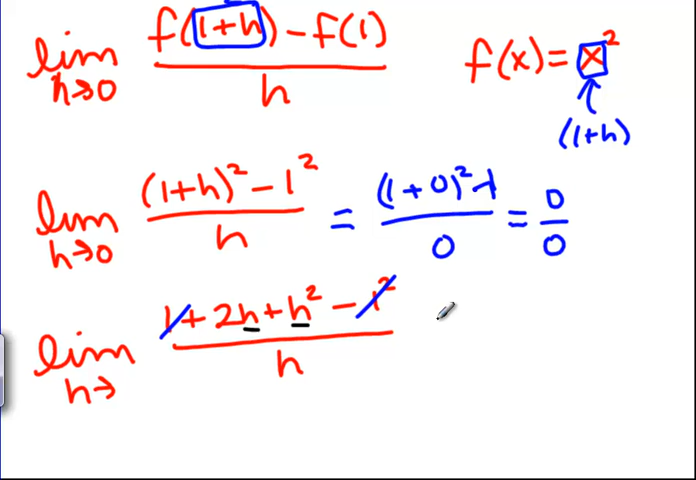 lim h→0 f(1+h) − f(1) / h
f(x) = x²
(1+h)
lim h→0 (1+h)² − 1² / h = (1+0)² − 1 / 0 = 0/0
lim h→ 1 + 2h + h² − 1² / h